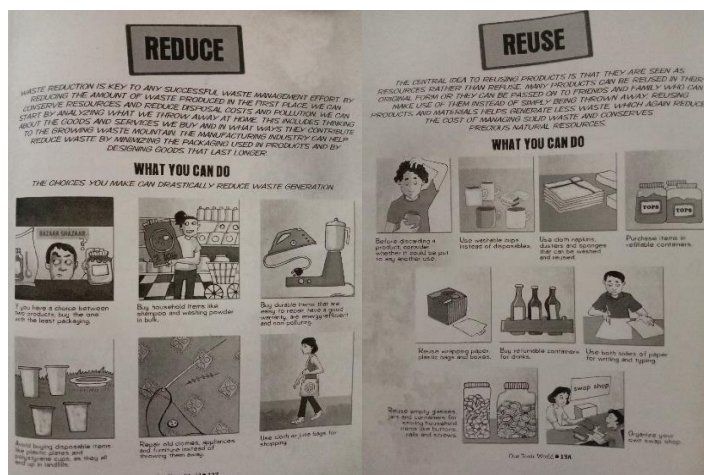 REDUCE
WASTE REDUCTION IS KEY TO ANY SUCCESSFUL WASTE MANAGEMENT EFFORT. BY
REDUCING THE AMOUNT OF WASTE PRODUCED IN THE FIRST PLACE, WE CAN
CONSERVE RESOURCES AND REDUCE DISPOSAL COSTS AND POLLUTION. WE CAN
START BY ANALYZING WHAT WE THROW AWAY AT HOME. THIS INCLUDES THINKING
ABOUT THE GOODS AND SERVICES WE BUY AND IN WHAT WAYS THEY CONTRIBUTE
TO THE GROWING WASTE MOUNTAIN. THE MANUFACTURING INDUSTRY CAN HELP
REDUCE WASTE BY MINIMIZING THE PACKAGING USED IN PRODUCTS AND BY
DESIGNING GOODS THAT LAST LONGER.
WHAT YOU CAN DO
THE CHOICES YOU MAKE CAN DRASTICALLY REDUCE WASTE GENERATION.
If you have a choice between
two products, buy the one
with the least packaging.
Buy household items like
shampoo and washing powder
in bulk.
Buy durable items that are
easy to repair, have a good
warranty, are energy-efficient
and non polluting.
Avoid buying disposable items
like plastic plates and
polystyrene cups, as they all
end up in landfills.
Repair old clothes, appliances
and furniture instead of
throwing them away.
Use cloth or jute bags for
shopping.
REUSE
THE CENTRAL IDEA TO REUSING PRODUCTS IS THAT THEY ARE SEEN AS
RESOURCES RATHER THAN REFUSE. MANY PRODUCTS CAN BE REUSED IN THEIR
ORIGINAL FORM OR THEY CAN BE PASSED ON TO FRIENDS AND FAMILY WHO CAN
MAKE USE OF THEM INSTEAD OF SIMPLY BEING THROWN AWAY. REUSING
PRODUCTS AND MATERIALS HELPS GENERATE LESS WASTE, WHICH AGAIN REDUCE
THE COST OF MANAGING SOLID WASTE AND CONSERVES
PRECIOUS NATURAL RESOURCES.
WHAT YOU CAN DO
Before discarding a
product, consider
whether it could be put
to any other use.
Use washable cups
instead of disposables.
Use cloth napkins,
dusters and sponges
that can be washed
and reused.
TOPS
TOPS
Purchase items in
refillable containers.
Reuse wrapping paper,
plastic bags and boxes.
Buy returnable containers
for drinks.
Use both sides of paper
for writing and typing.
Reuse empty glasses,
jars and containers for
storing household
items like buttons,
nails and screws.
swap shop
Organize your
own swap shop.